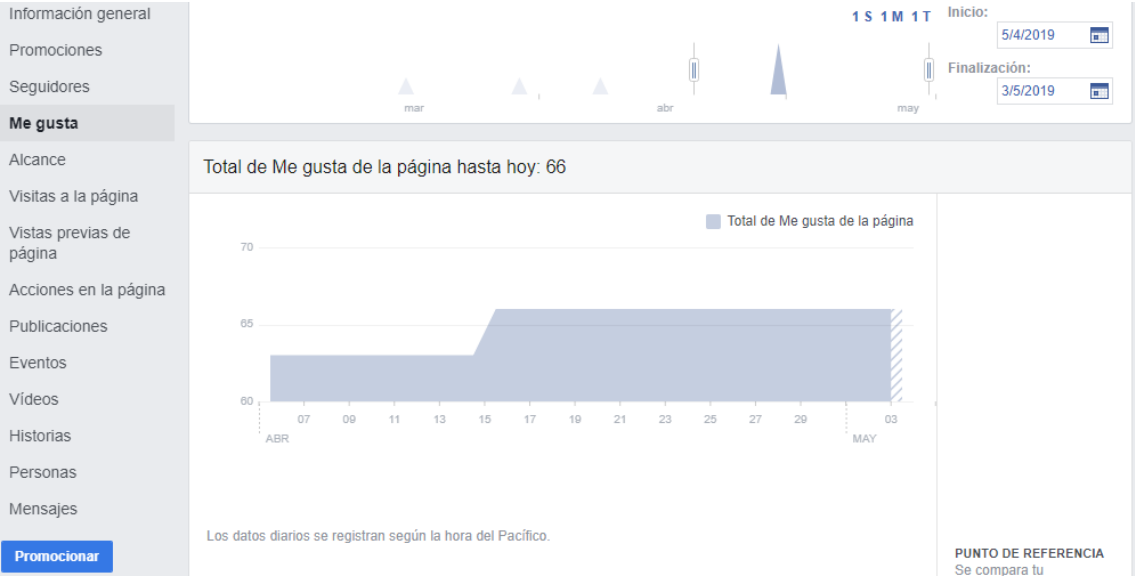 Información general
Promociones
Seguidores
Me gusta
Alcance
Visitas a la página
Vistas previas de
página
Acciones en la página
Publicaciones
Eventos
Vídeos
Historias
Personas
Mensajes
Promocionar
1 S 1 M 1 T
Inicio:
5/4/2019
Finalización:
3/5/2019
mar abr may
Total de Me gusta de la página hasta hoy: 66
Total de Me gusta de la página
70
65
60
07 09 11 13 15 17 19 21 23 25 27 29 03
ABR MAY
Los datos diarios se registran según la hora del Pacífico.
PUNTO DE REFERENCIA
Se compara tu